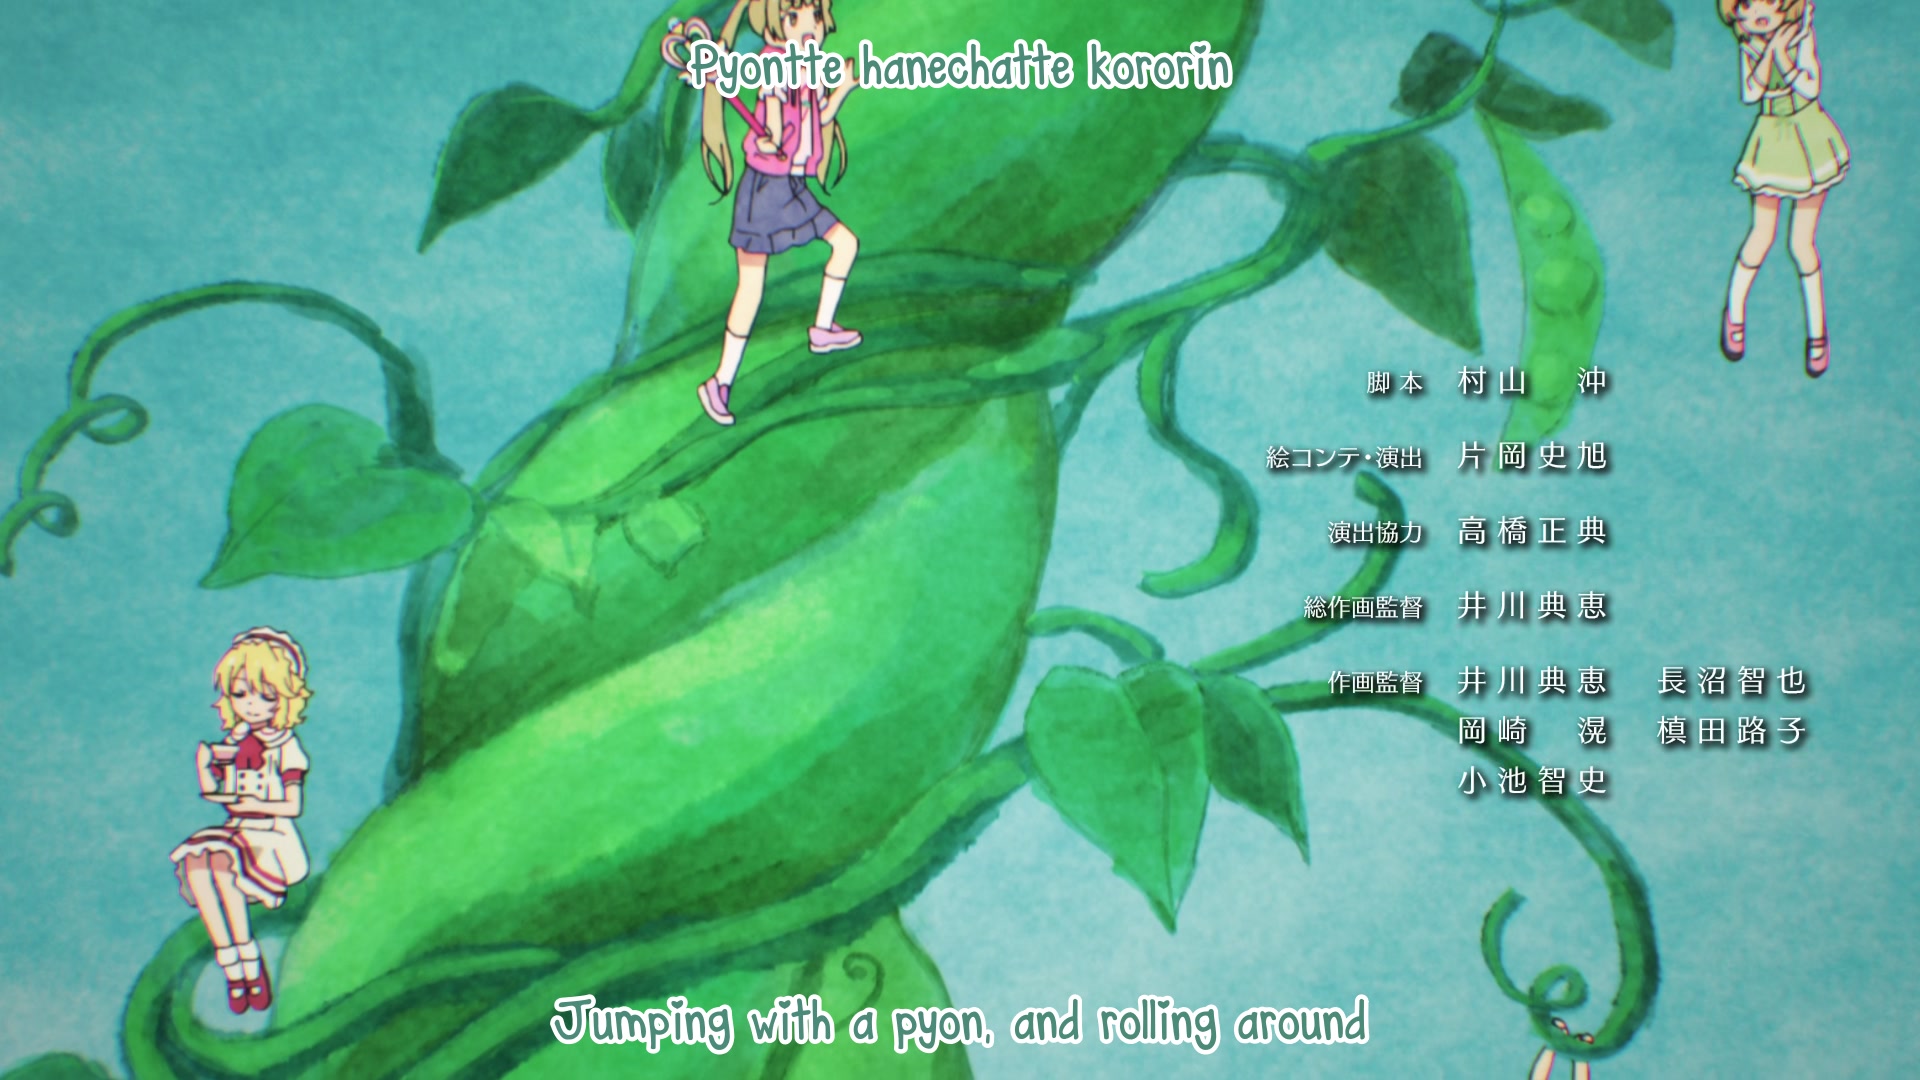 Pyontte hanechatte kororin
脚本 村山 沖
絵コンテ・演出 片岡史旭
演出協力 高橋正典
総作画監督 井川典恵
作画監督 井川典恵 長沼智也
岡崎 滉 槙田路子
小池智史
Jumping with a pyon, and rolling around